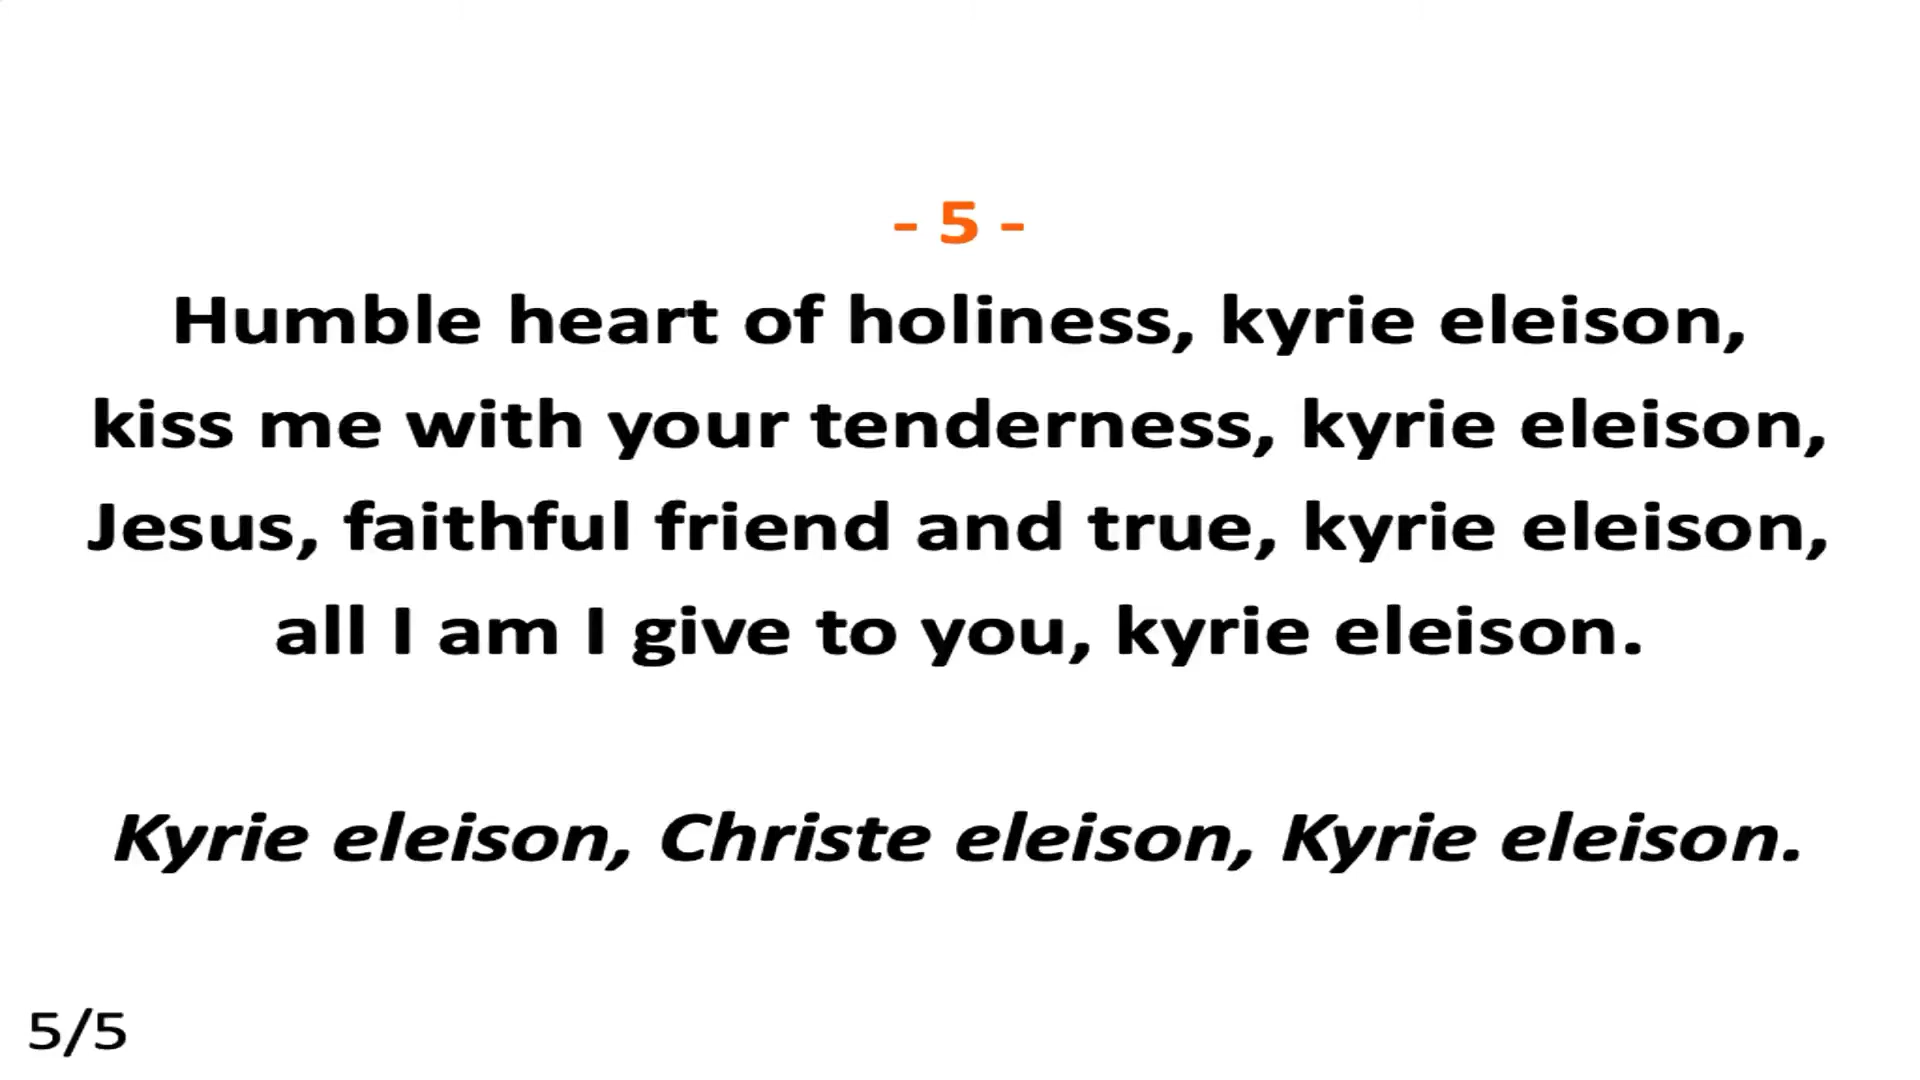 - 5 -
Humble heart of holiness, kyrie eleison,
kiss me with your tenderness, kyrie eleison,
Jesus, faithful friend and true, kyrie eleison,
all I am I give to you, kyrie eleison.
Kyrie eleison, Christe eleison, Kyrie eleison.
5/5